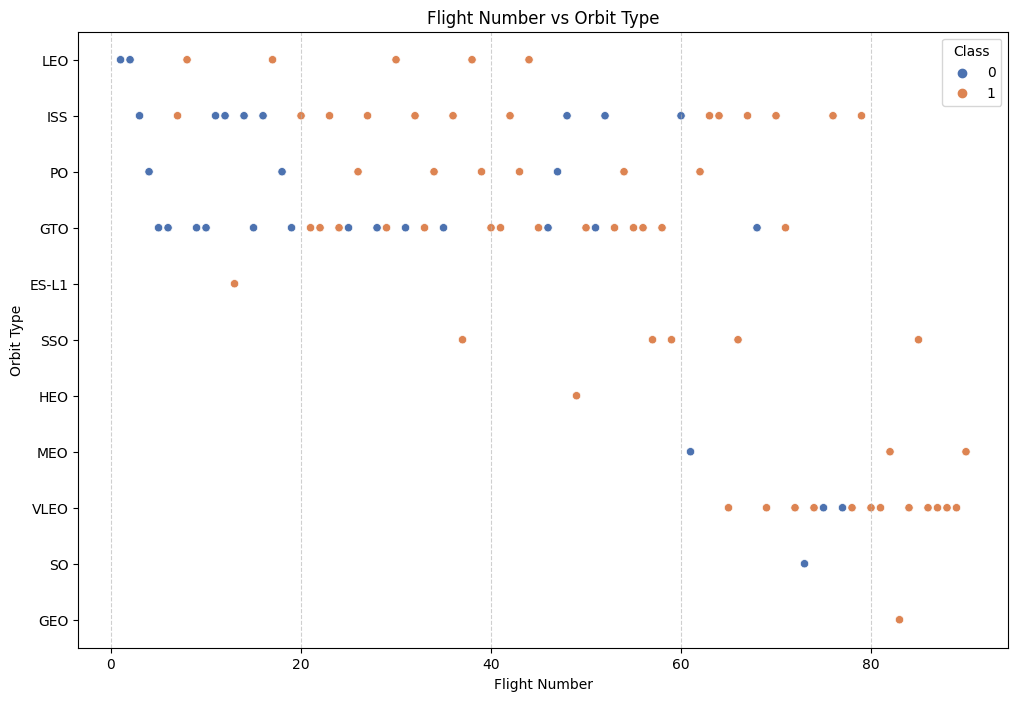 Flight Number vs Orbit Type
Class
0
1
Orbit Type
LEO
ISS
PO
GTO
ES-L1
SSO
HEO
MEO
VLEO
SO
GEO
0 20 40 60 80
Flight Number